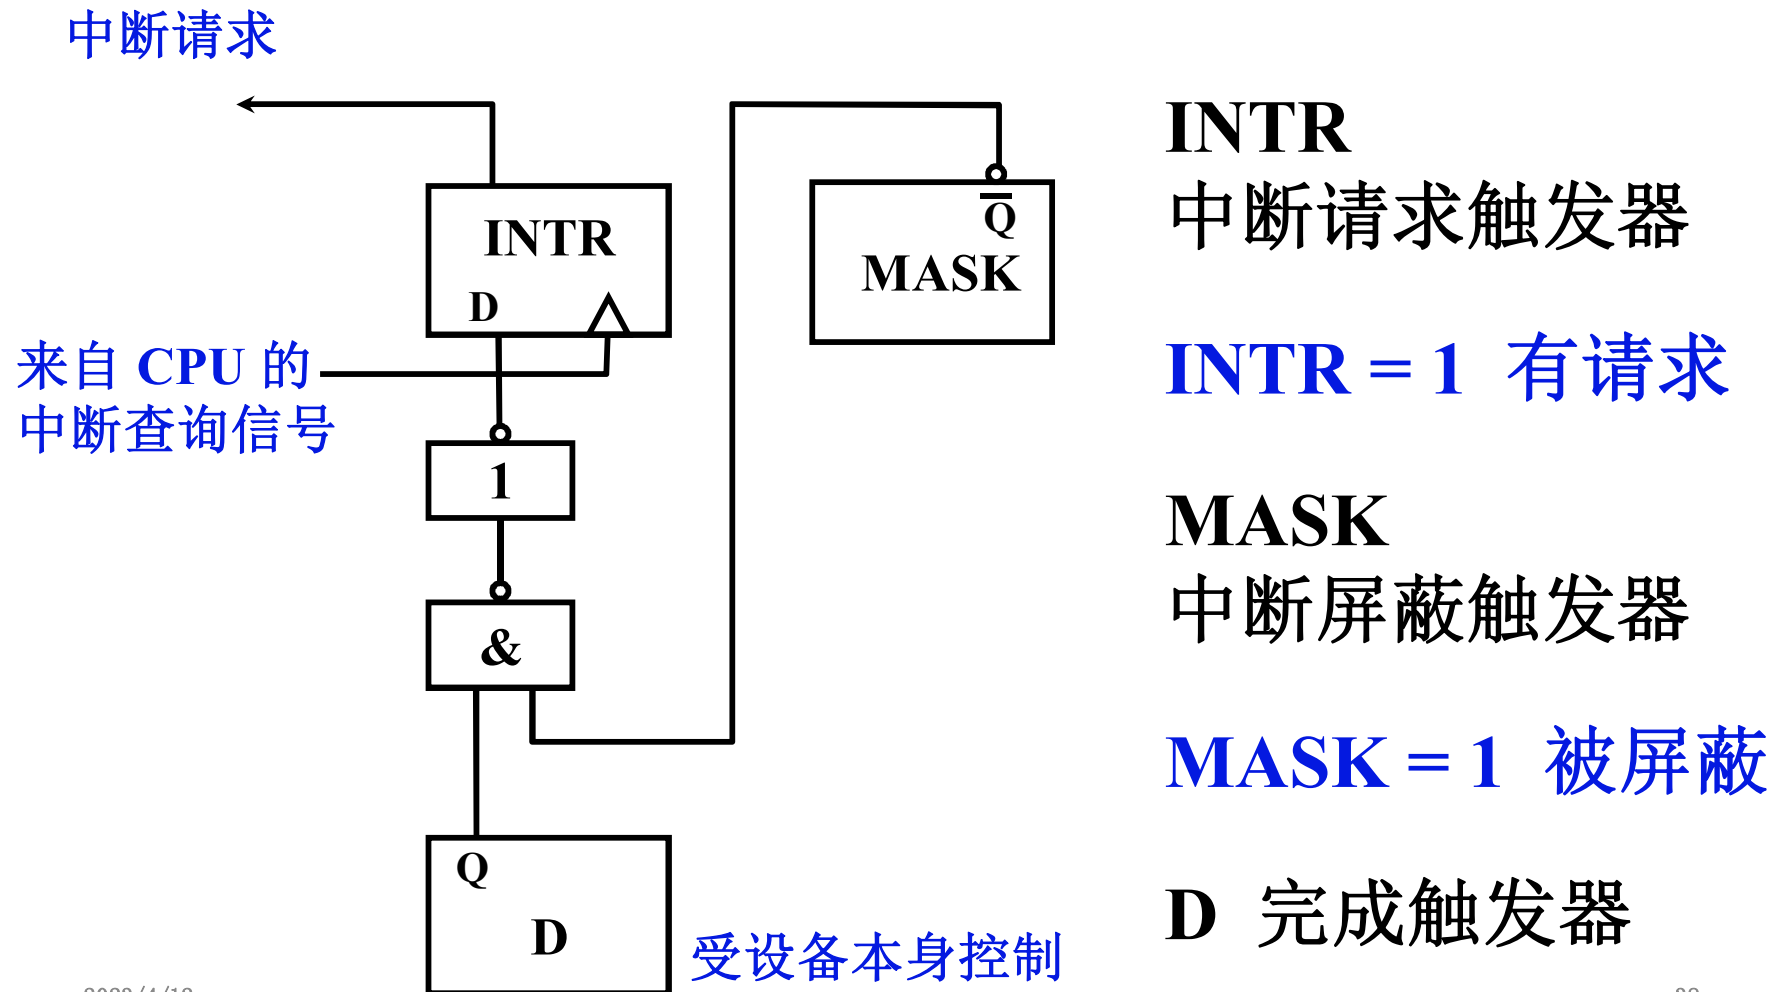 中断请求
INTR
D
来自 CPU 的
中断查询信号
1
&
Q
D
受设备本身控制
Q̅
MASK
INTR
中断请求触发器
INTR = 1 有请求
MASK
中断屏蔽触发器
MASK = 1 被屏蔽
D 完成触发器